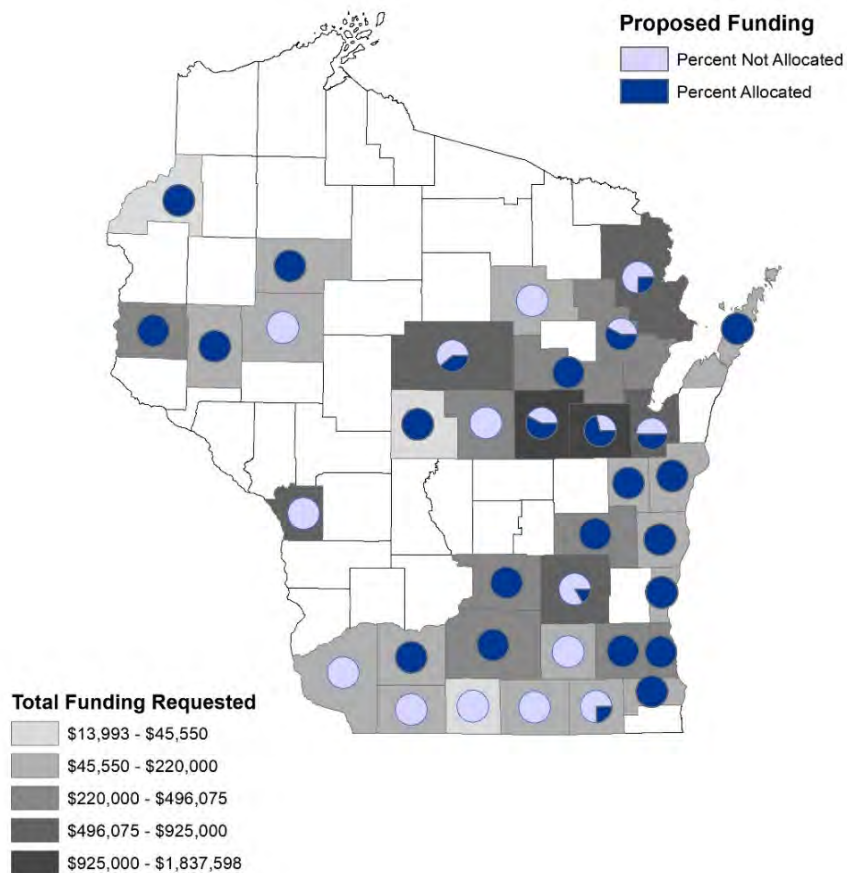 Proposed Funding
Percent Not Allocated
Percent Allocated
Total Funding Requested
$13,993 - $45,550
$45,550 - $220,000
$220,000 - $496,075
$496,075 - $925,000
$925,000 - $1,837,598